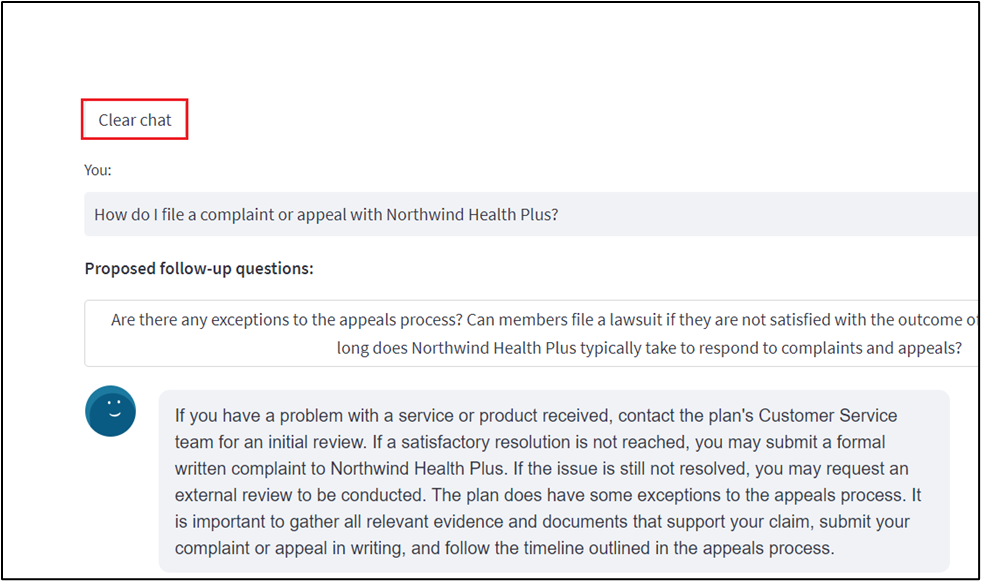 Clear chat
You:
How do I file a complaint or appeal with Northwind Health Plus?
Proposed follow-up questions:
Are there any exceptions to the appeals process? Can members file a lawsuit if they are not satisfied with the outcome
long does Northwind Health Plus typically take to respond to complaints and appeals?
If you have a problem with a service or product received, contact the plan's Customer Service
team for an initial review. If a satisfactory resolution is not reached, you may submit a formal
written complaint to Northwind Health Plus. If the issue is still not resolved, you may request an
external review to be conducted. The plan does have some exceptions to the appeals process. It
is important to gather all relevant evidence and documents that support your claim, submit your
complaint or appeal in writing, and follow the timeline outlined in the appeals process.